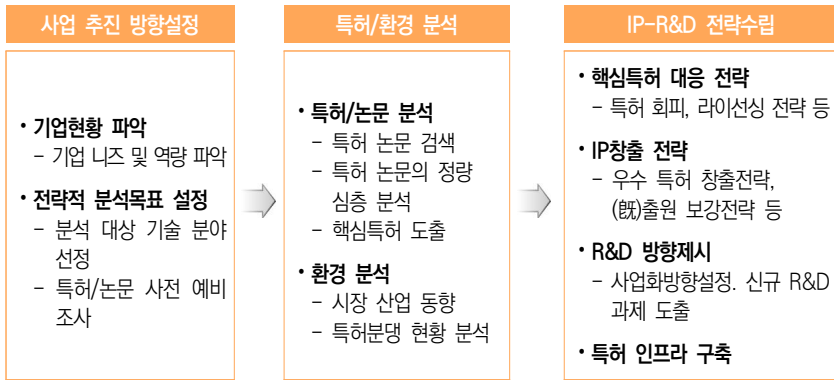 사업 추진 방향설정
• 기업현황 파악
- 기업 니즈 및 역량 파악
• 전략적 분석목표 설정
- 분석 대상 기술 분야
선정
- 특허/논문 사전 예비
조사
특허/환경 분석
• 특허/논문 분석
- 특허 논문 검색
- 특허 논문의 정량
심층 분석
- 핵심특허 도출
• 환경 분석
- 시장 산업 동향
- 특허분댕 현황 분석
IP-R&D 전략수립
• 핵심특허 대응 전략
- 특허 회피, 라이선싱 전략 등
• IP창출 전략
- 우수 특허 창출전략,
(旣)출원 보강전략 등
• R&D 방향제시
- 사업화방향설정. 신규 R&D
과제 도출
• 특허 인프라 구축